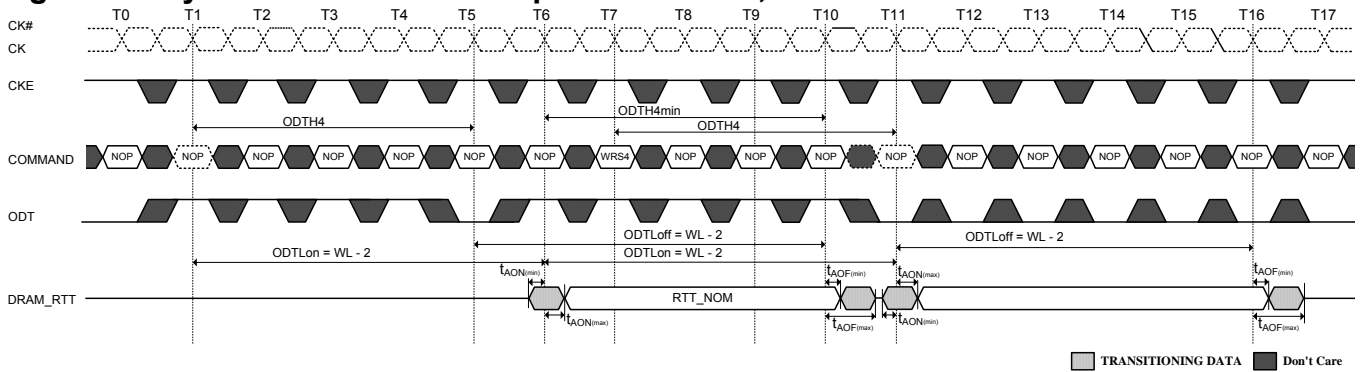 T0 T1 T2 T3 T4 T5 T6 T7 T8 T9 T10 T11 T12 T13 T14 T15 T16 T17
CK#
CK
CKE
ODTH4min
ODTH4
ODTH4
COMMAND NOP NOP NOP NOP NOP NOP NOP WRS4 NOP NOP NOP NOP NOP NOP NOP NOP NOP NOP
ODT
ODTLoff = WL - 2 ODTLoff = WL - 2
ODTLon = WL - 2 ODTLon = WL - 2
tAON(min) tAOF(min) tAON(max) tAOF(min)
DRAM_RTT RTT_NOM
tAON(max) tAOF(max) tAON(min) tAOF(max)
TRANSITIONING DATA Don't Care